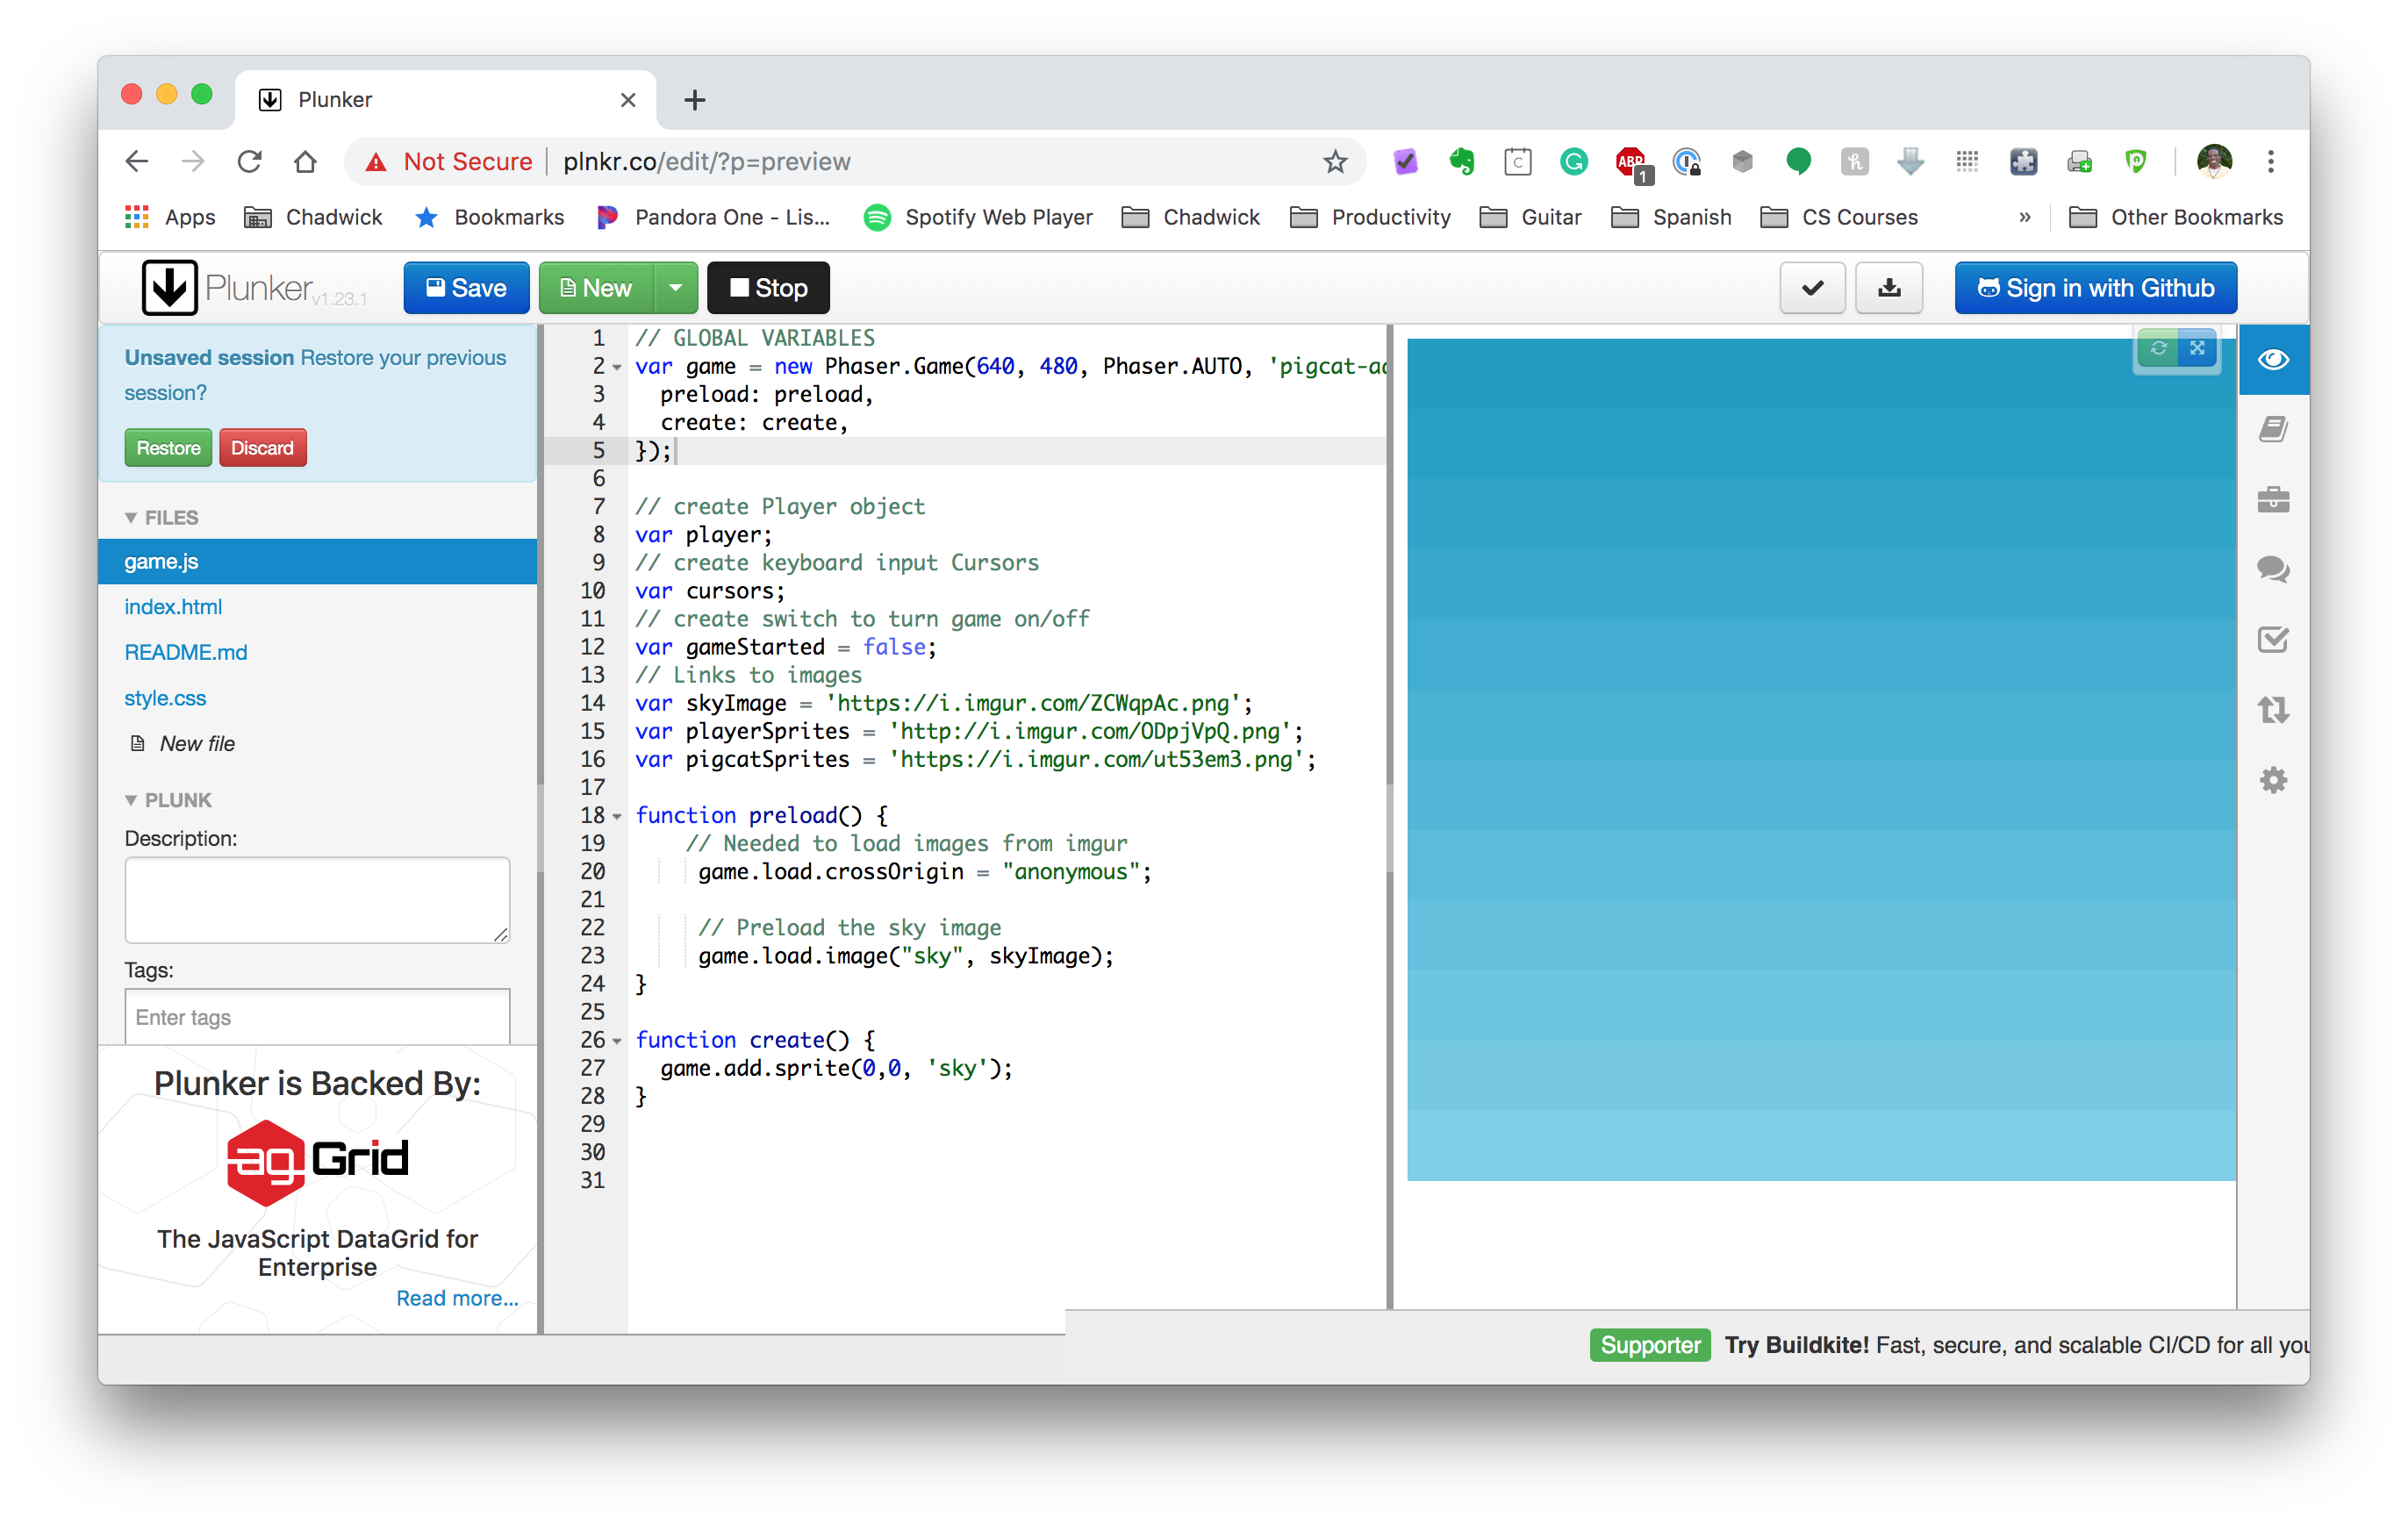 Plunker
Not Secure plnkr.co/edit/?p=preview
C
ABP
1
h
Apps Chadwick Bookmarks Pandora One - Lis... Spotify Web Player Chadwick Productivity Guitar Spanish CS Courses » Other Bookmarks
Plunker v1.23.1 Save New Stop Sign in with Github
Unsaved session Restore your previous
session?
Restore Discard
FILES
game.js
index.html
README.md
style.css
New file
PLUNK
Description:
Tags:
Enter tags
Plunker is Backed By:
ag Grid
The JavaScript DataGrid for
Enterprise
Read more...
1 // GLOBAL VARIABLES
2 var game = new Phaser.Game(640, 480, Phaser.AUTO, 'pigcat-ad
3 preload: preload,
4 create: create,
5 });
6
7 // create Player object
8 var player;
9 // create keyboard input Cursors
10 var cursors;
11 // create switch to turn game on/off
12 var gameStarted = false;
13 // Links to images
14 var skyImage = 'https://i.imgur.com/ZCWqpAc.png';
15 var playerSprites = 'http://i.imgur.com/ODpjVpQ.png';
16 var pigcatSprites = 'https://i.imgur.com/ut53em3.png';
17
18 function preload() {
19 // Needed to load images from imgur
20 game.load.crossOrigin = "anonymous";
21
22 // Preload the sky image
23 game.load.image("sky", skyImage);
24 }
25
26 function create() {
27 game.add.sprite(0,0, 'sky');
28 }
29
30
31
Supporter Try Buildkite! Fast, secure, and scalable CI/CD for all you